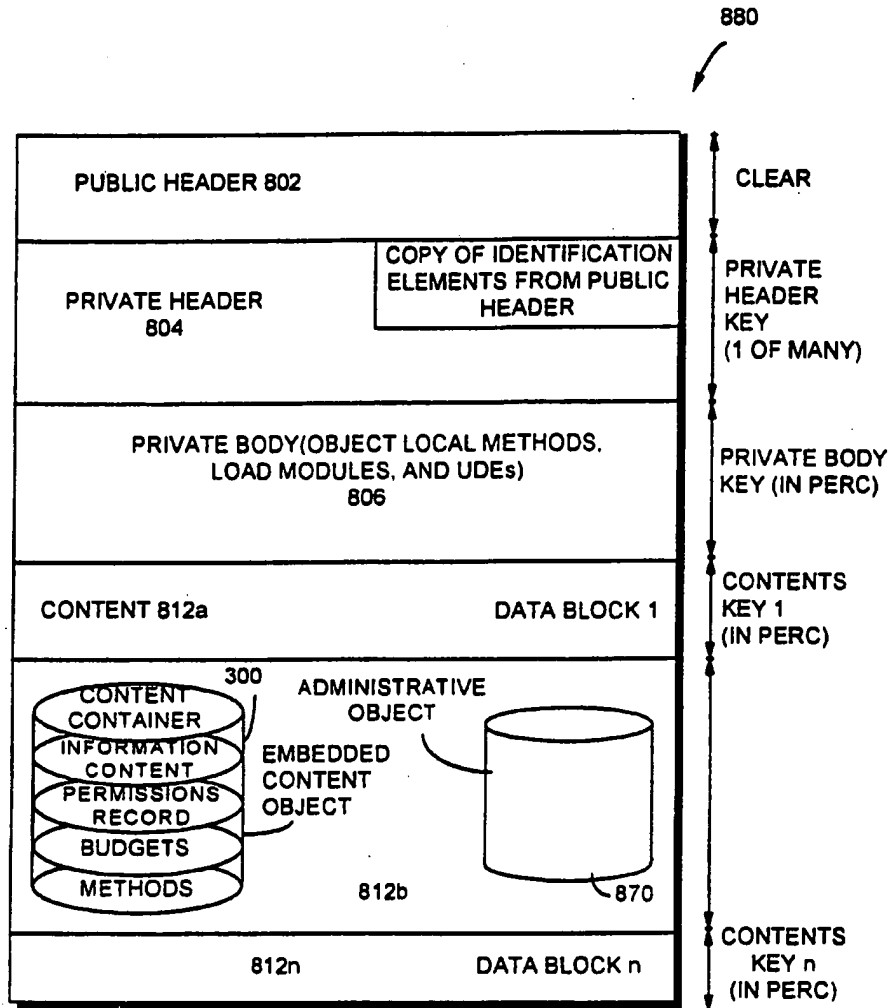 880
PUBLIC HEADER 802
CLEAR
COPY OF IDENTIFICATION
ELEMENTS FROM PUBLIC
HEADER
PRIVATE HEADER
804
PRIVATE
HEADER
KEY
(1 OF MANY)
PRIVATE BODY(OBJECT LOCAL METHODS,
LOAD MODULES, AND UDEs)
806
PRIVATE BODY
KEY (IN PERC)
CONTENT 812a
DATA BLOCK 1
CONTENTS
KEY 1
(IN PERC)
300
CONTENT
CONTAINER
INFORMATION
CONTENT
PERMISSIONS
RECORD
BUDGETS
METHODS
EMBEDDED
CONTENT
OBJECT
ADMINISTRATIVE
OBJECT
812b
870
812n
DATA BLOCK n
CONTENTS
KEY n
(IN PERC)